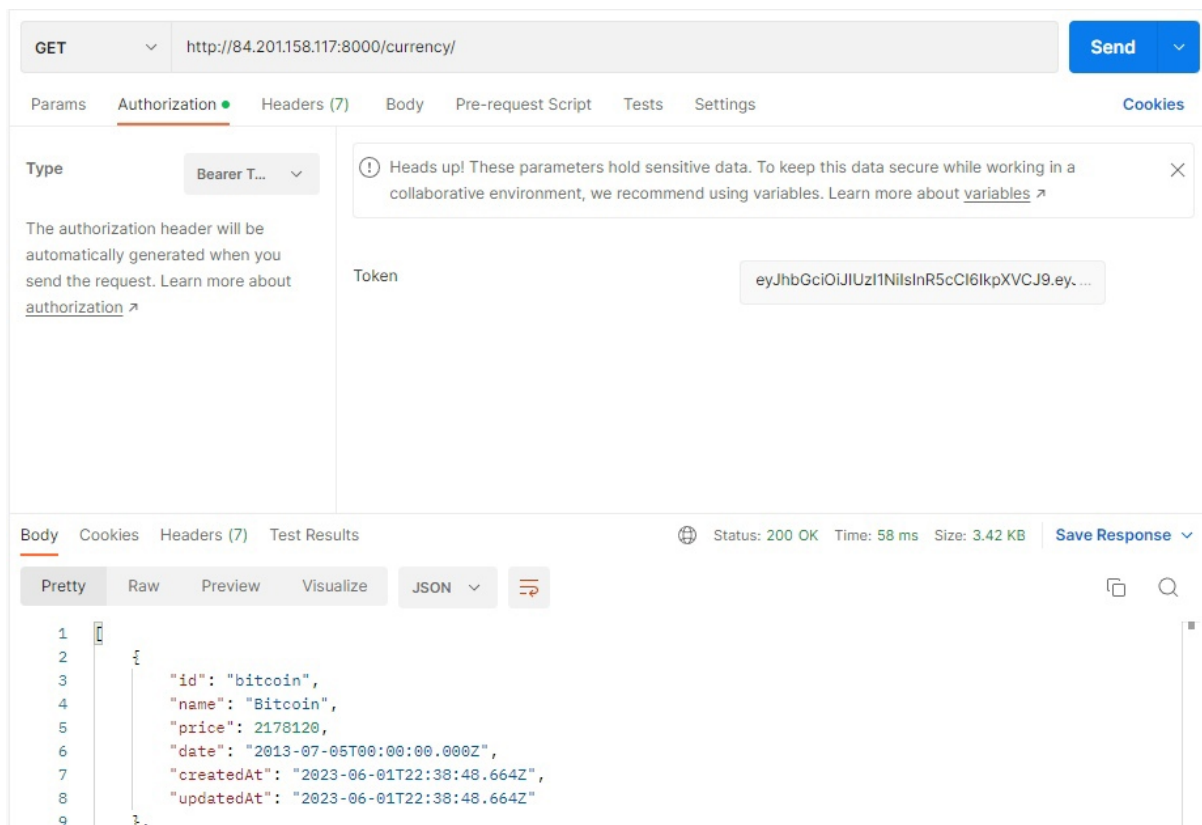 GET http://84.201.158.117:8000/currency/ Send
Params Authorization Headers (7) Body Pre-request Script Tests Settings Cookies
Type Bearer T...
The authorization header will be
automatically generated when you
send the request. Learn more about
authorization ↗
Heads up! These parameters hold sensitive data. To keep this data secure while working in a
collaborative environment, we recommend using variables. Learn more about variables ↗
Token eyJhbGciOiJIUzI1NiIsInR5cCI6IkpXVCJ9.ey. ...
Body Cookies Headers (7) Test Results Status: 200 OK Time: 58 ms Size: 3.42 KB Save Response
Pretty Raw Preview Visualize JSON
1 [
2 {
3 "id": "bitcoin",
4 "name": "Bitcoin",
5 "price": 2178120,
6 "date": "2013-07-05T00:00:00.000Z",
7 "createdAt": "2023-06-01T22:38:48.664Z",
8 "updatedAt": "2023-06-01T22:38:48.664Z"
9 },